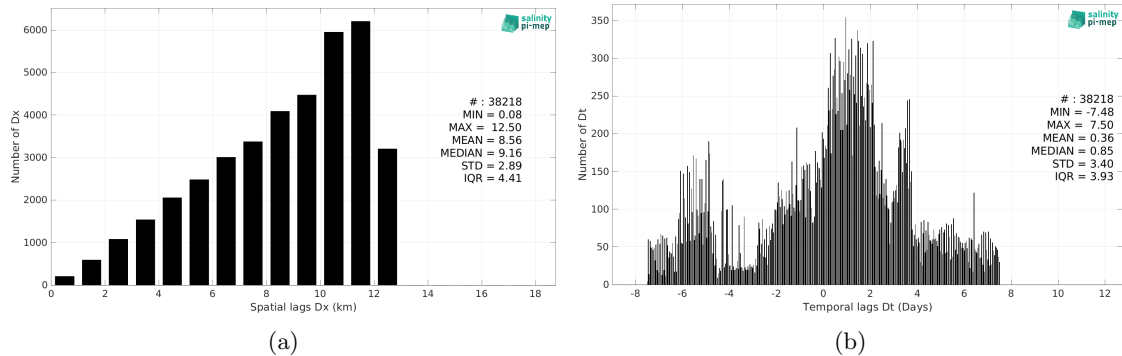 6000
5000
4000
3000
2000
1000
0
Number of Dx
0 2 4 6 8 10 12 14 16 18
Spatial lags Dx (km)
salinity
pi-mep
# : 38218
MIN = 0.08
MAX = 12.50
MEAN = 8.56
MEDIAN = 9.16
STD = 2.89
IQR = 4.41
(a)
350
300
250
200
150
100
50
0
Number of Dt
-8 -6 -4 -2 0 2 4 6 8 10 12
Temporal lags Dt (Days)
salinity
pi-mep
# : 38218
MIN = -7.48
MAX = 7.50
MEAN = 0.36
MEDIAN = 0.85
STD = 3.40
IQR = 3.93
(b)